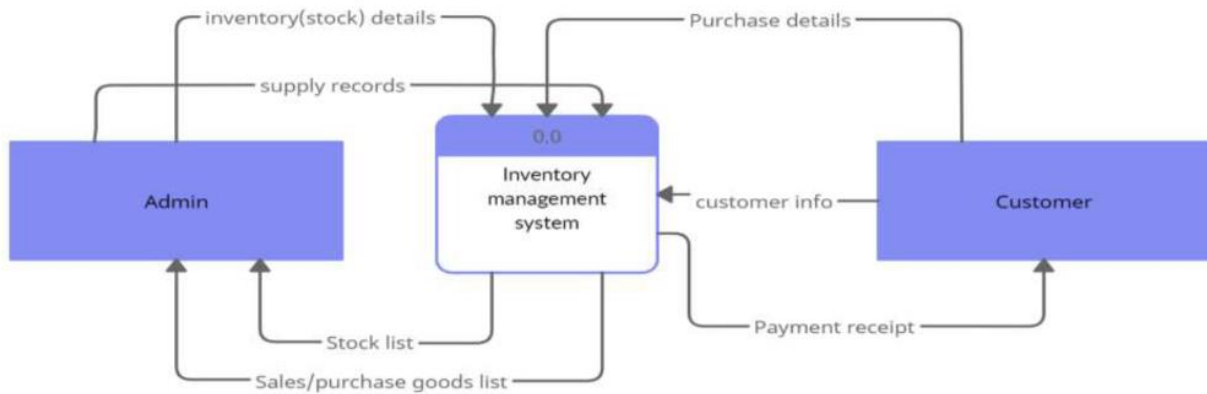 inventory(stock) details
Purchase details
supply records
0.0
Inventory
management
system
Admin
customer info
Customer
Payment receipt
Stock list
Sales/purchase goods list